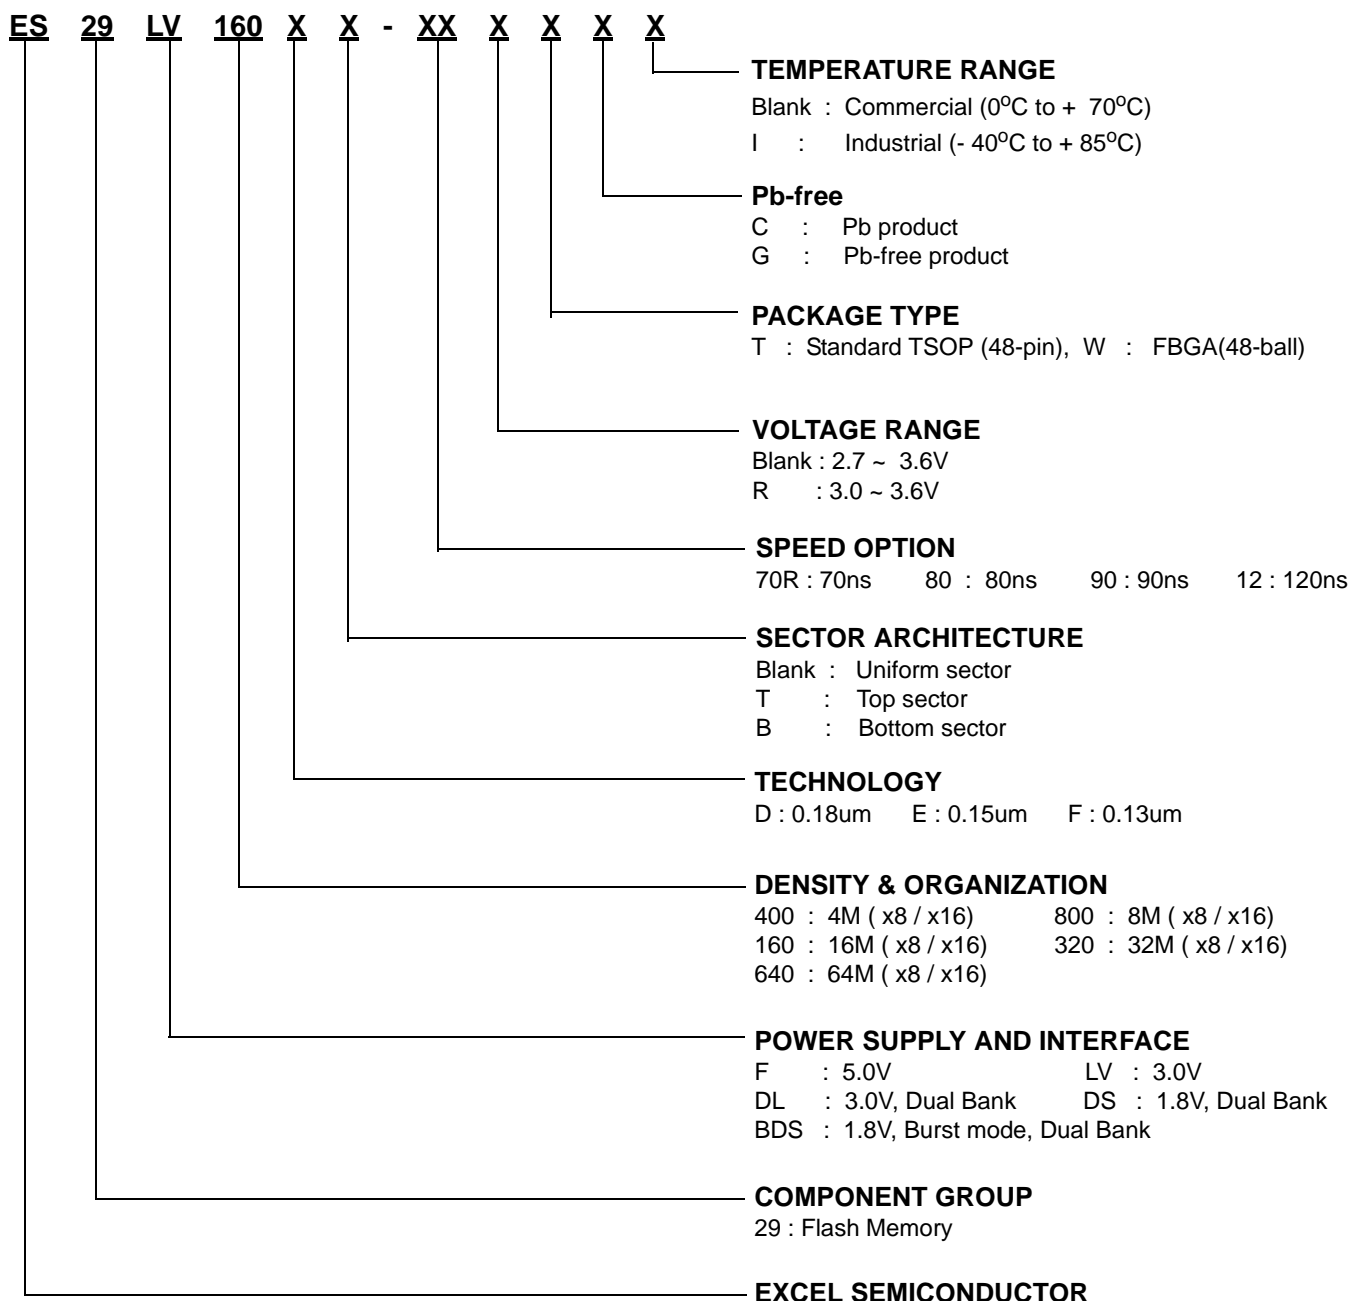 ES 29 LV 160 X X - XX X X X X
TEMPERATURE RANGE
Blank : Commercial (0°C to + 70°C)
I : Industrial (- 40°C to + 85°C)
Pb-free
C : Pb product
G : Pb-free product
PACKAGE TYPE
T : Standard TSOP (48-pin), W : FBGA(48-ball)
VOLTAGE RANGE
Blank : 2.7 ~ 3.6V
R : 3.0 ~ 3.6V
SPEED OPTION
70R : 70ns 80 : 80ns 90 : 90ns 12 : 120ns
SECTOR ARCHITECTURE
Blank : Uniform sector
T : Top sector
B : Bottom sector
TECHNOLOGY
D : 0.18um E : 0.15um F : 0.13um
DENSITY & ORGANIZATION
400 : 4M ( x8 / x16) 800 : 8M ( x8 / x16)
160 : 16M ( x8 / x16) 320 : 32M ( x8 / x16)
640 : 64M ( x8 / x16)
POWER SUPPLY AND INTERFACE
F : 5.0V LV : 3.0V
DL : 3.0V, Dual Bank DS : 1.8V, Dual Bank
BDS : 1.8V, Burst mode, Dual Bank
COMPONENT GROUP
29 : Flash Memory
EXCEL SEMICONDUCTOR